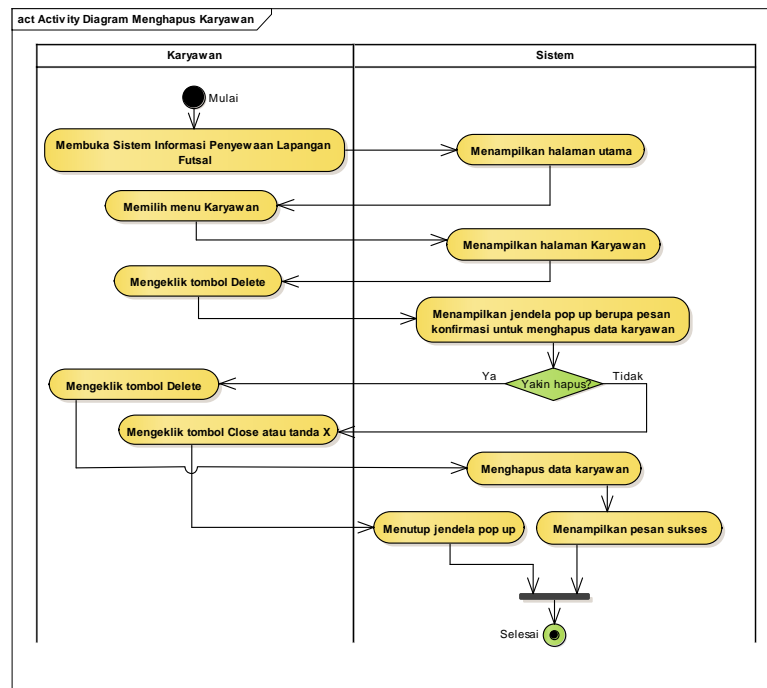 act Activity Diagram Menghapus Karyawan
Karyawan
Sistem
Mulai
Membuka Sistem Informasi Penyewaan Lapangan
Futsal
Menampilkan halaman utama
Memilih menu Karyawan
Menampilkan halaman Karyawan
Mengeklik tombol Delete
Menampilkan jendela pop up berupa pesan
konfirmasi untuk menghapus data karyawan
Ya
Yakin hapus?
Tidak
Mengeklik tombol Delete
Mengeklik tombol Close atau tanda X
Menghapus data karyawan
Menutup jendela pop up
Menampilkan pesan sukses
Selesai